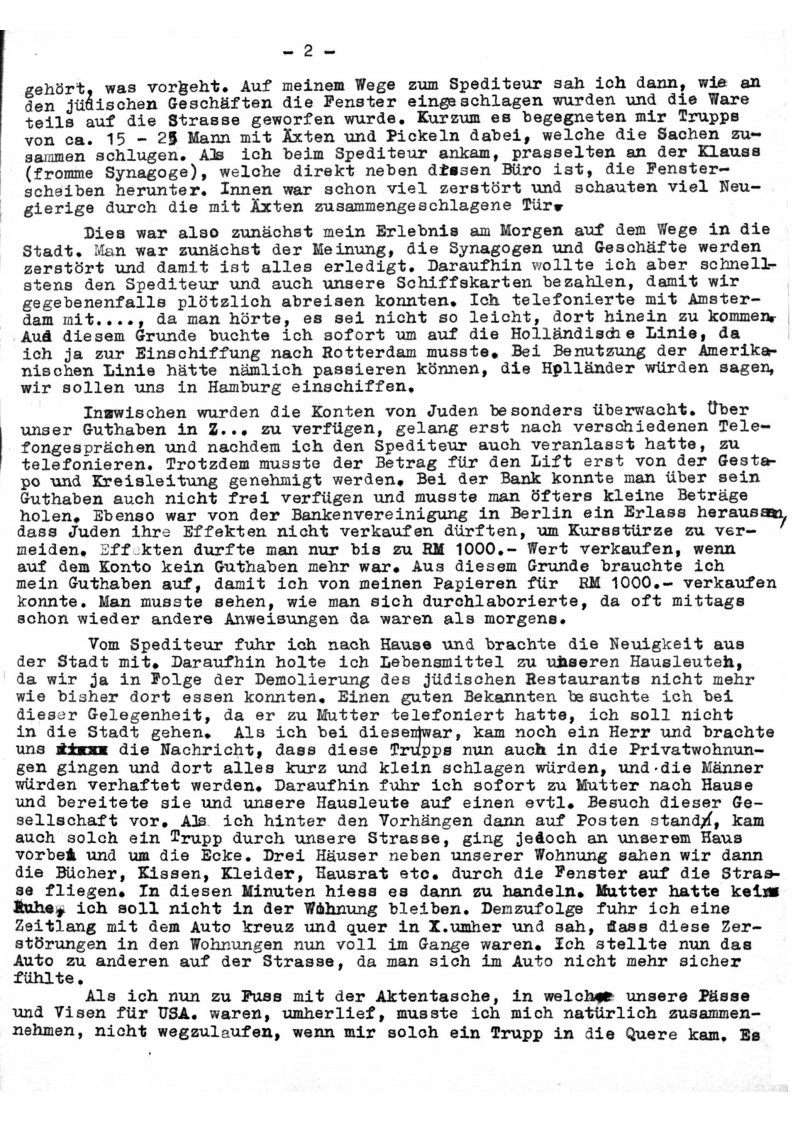 - 2 -
gehört, was vorgeht. Auf meinem Wege zum Spediteur sah ich dann, wie an
den jüdischen Geschäften die Fenster eingeschlagen wurden und die Ware
teils auf die Strasse geworfen wurde. Kurzum es begegneten mir Trupps
von ca. 15 - 25 Mann mit Äxten und Pickeln dabei, welche die Sachen zu-
sammen schlugen. Als ich beim Spediteur ankam, prasselten an der Klauss
(fromme Synagoge), welche direkt neben dessen Büro ist, die Fenster-
scheiben herunter. Innen war schon viel zerstört und schauten viel Neu-
gierige durch die mit Äxten zusammengeschlagene Tür.
Dies war also zunächst mein Erlebnis am Morgen auf dem Wege in die
Stadt. Man war zunächst der Meinung, die Synagogen und Geschäfte werden
zerstört und damit ist alles erledigt. Daraufhin wollte ich aber schnell-
stens den Spediteur und auch unsere Schiffskarten bezahlen, damit wir
gegebenenfalls plötzlich abreisen konnten. Ich telefonierte mit Amster-
dam mit...., da man hörte, es sei nicht so leicht, dort hinein zu kommen.
Aus diesem Grunde buchte ich sofort um auf die Holländische Linie, da
ich ja zur Einschiffung nach Rotterdam musste. Bei Benutzung der Amerika-
nischen Linie hätte nämlich passieren können, die Holländer würden sagen,
wir sollen uns in Hamburg einschiffen.
Inzwischen wurden die Konten von Juden besonders überwacht. Über
unser Guthaben in Z... zu verfügen, gelang erst nach verschiedenen Tele-
fongesprächen und nachdem ich den Spediteur auch veranlasst hatte, zu
telefonieren. Trotzdem musste der Betrag für den Lift erst von der Gesta-
po und Kreisleitung genehmigt werden. Bei der Bank konnte man über sein
Guthaben auch nicht frei verfügen und musste man öfters kleine Beträge
holen. Ebenso war von der Bankenvereinigung in Berlin ein Erlass heraussen,
dass Juden ihre Effekten nicht verkaufen dürften, um Kursstürze zu ver-
meiden. Effekten durfte man nur bis zu RM 1000.- Wert verkaufen, wenn
auf dem Konto kein Guthaben mehr war. Aus diesem Grunde brauchte ich
mein Guthaben auf, damit ich von meinen Papieren für RM 1000.- verkaufen
konnte. Man musste sehen, wie man sich durchlaborierte, da oft mittags
schon wieder andere Anweisungen da waren als morgens.
Vom Spediteur fuhr ich nach Hause und brachte die Neuigkeit aus
der Stadt mit. Daraufhin holte ich Lebensmittel zu unseren Hausleuten,
da wir ja in Folge der Demolierung des jüdischen Restaurants nicht mehr
wie bisher dort essen konnten. Einen guten Bekannten besuchte ich bei
dieser Gelegenheit, da er zu Mutter telefoniert hatte, ich soll nicht
in die Stadt gehen. Als ich bei diesem war, kam noch ein Herr und brachte
uns die Nachricht, dass diese Trupps nun auch in die Privatwohnun-
gen gingen und dort alles kurz und klein schlagen würden, und die Männer
würden verhaftet werden. Daraufhin fuhr ich sofort zu Mutter nach Hause
und bereitete sie und unsere Hausleute auf einen evtl. Besuch dieser Ge-
sellschaft vor. Als ich hinter den Vorhängen dann auf Posten stand, kam
auch solch ein Trupp durch unsere Strasse, ging jedoch an unserem Haus
vorbei und um die Ecke. Drei Häuser neben unserer Wohnung sahen wir dann
die Bücher, Kissen, Kleider, Hausrat etc. durch die Fenster auf die Stras-
se fliegen. In diesen Minuten hiess es dann zu handeln. Mutter hatte keine
Ruhe, ich soll nicht in der Wohnung bleiben. Demzufolge fuhr ich eine
Zeitlang mit dem Auto kreuz und quer in X.umher und sah, dass diese Zer-
störungen in den Wohnungen nun voll im Gange waren. Ich stellte nun das
Auto zu anderen auf der Strasse, da man sich im Auto nicht mehr sicher
fühlte.
Als ich nun zu Fuss mit der Aktentasche, in welcher unsere Pässe
und Visen für USA. waren, umherlief, musste ich mich natürlich zusammen-
nehmen, nicht wegzulaufen, wenn mir solch ein Trupp in die Quere kam. Es